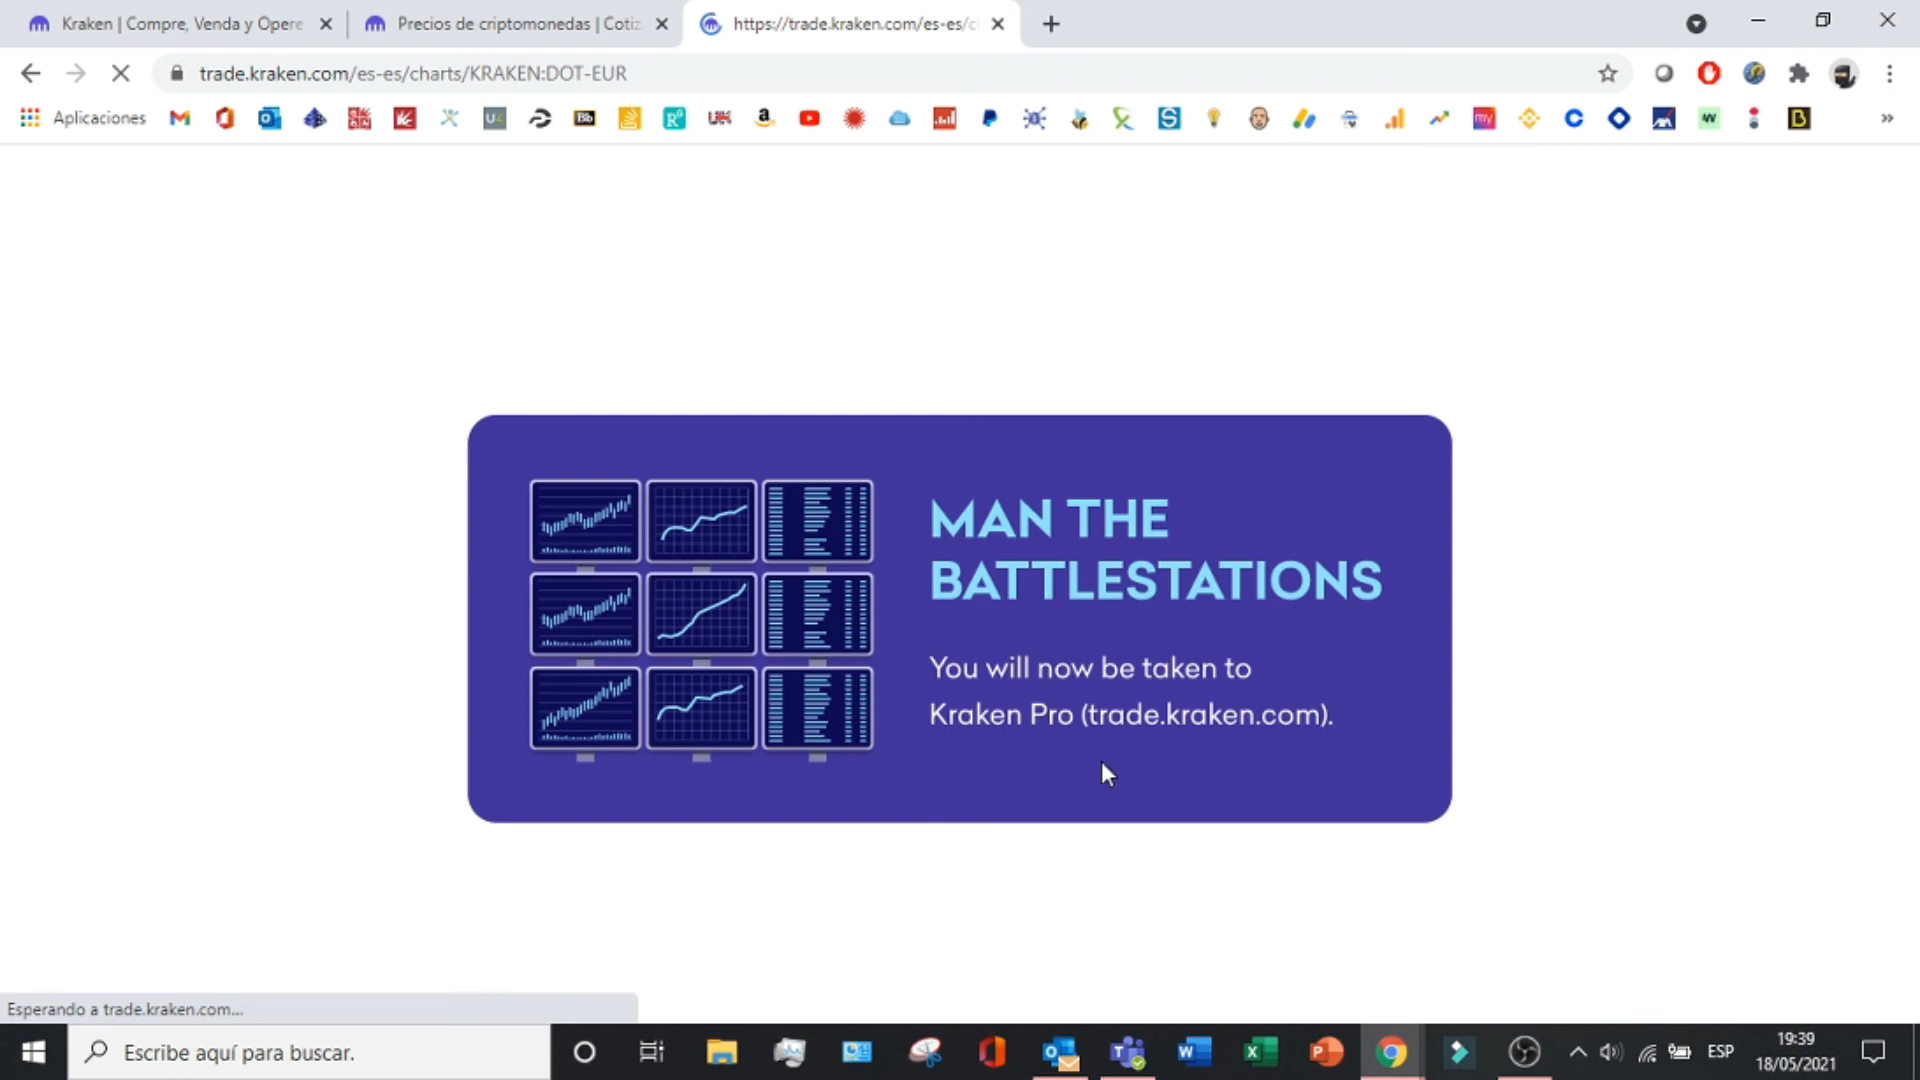 Kraken | Compre, Venda y Opere
Precios de criptomonedas | Cotiz
https://trade.kraken.com/es-es/c
trade.kraken.com/es-es/charts/KRAKEN:DOT-EUR
Aplicaciones
MAN THE
BATTLESTATIONS
You will now be taken to
Kraken Pro (trade.kraken.com).
Esperando a trade.kraken.com...
Escribe aquí para buscar.
ESP
19:39
18/05/2021